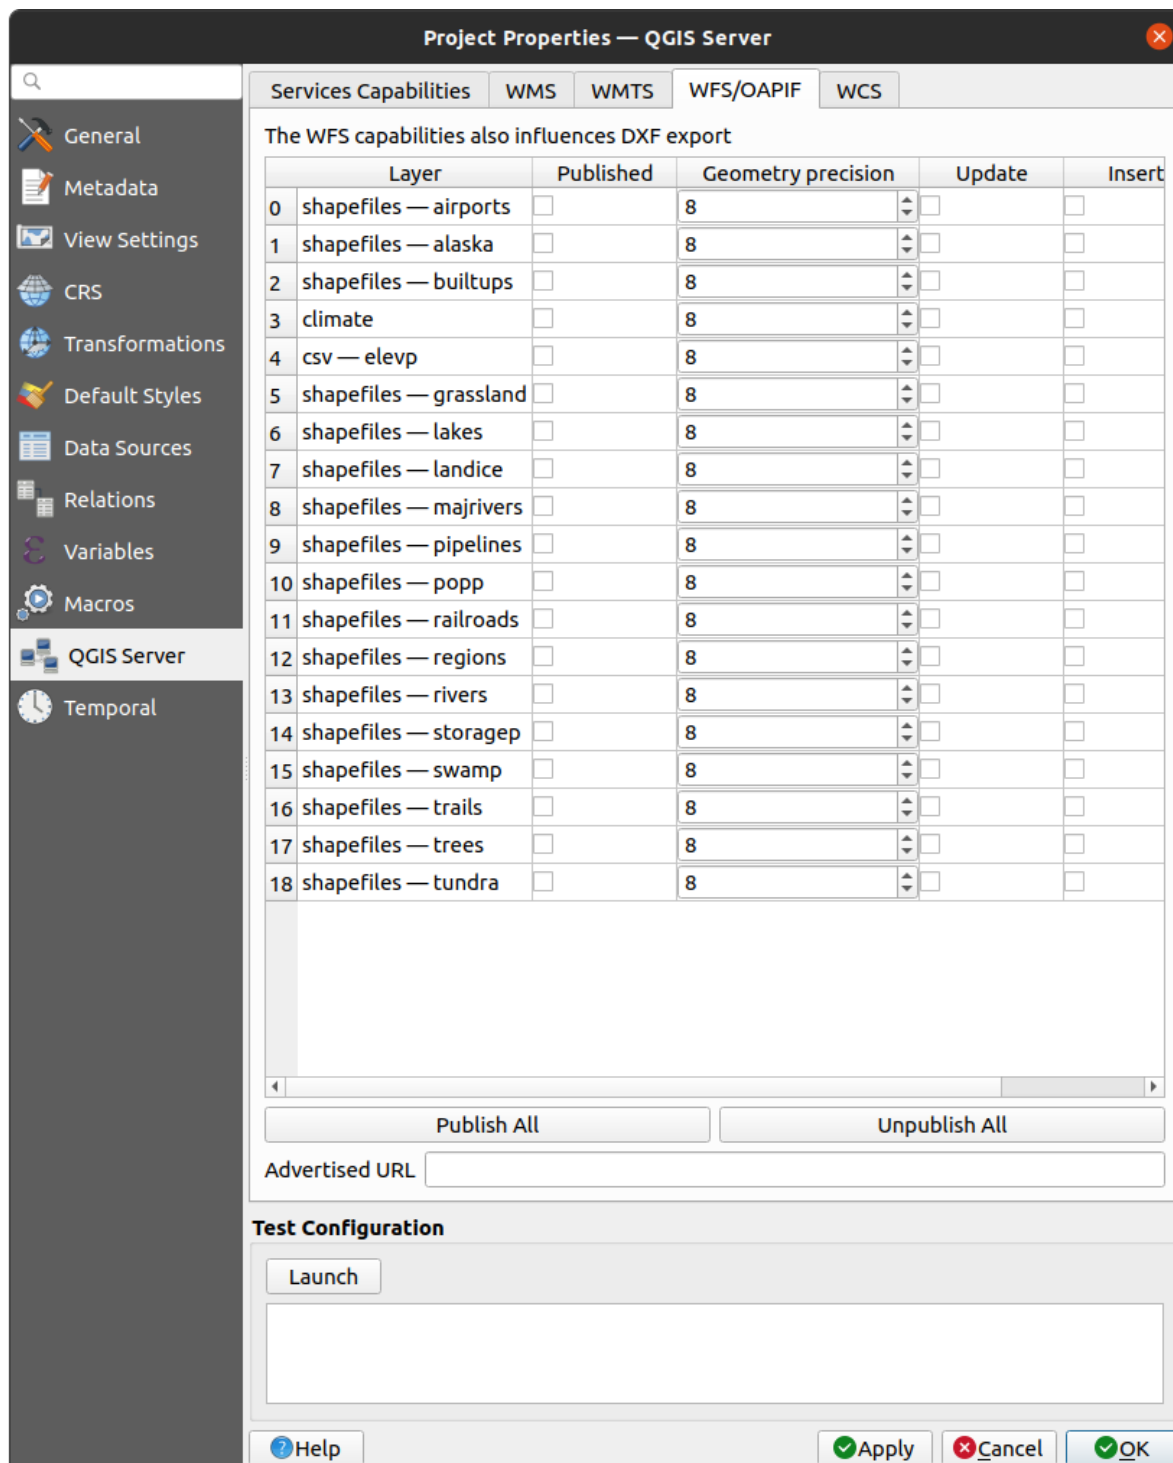 Project Properties — QGIS Server
General
Metadata
View Settings
CRS
Transformations
Default Styles
Data Sources
Relations
Variables
Macros
QGIS Server
Temporal
Services Capabilities WMS WMTS WFS/OAPIF WCS
The WFS capabilities also influences DXF export
Layer Published Geometry precision Update Insert
0 shapefiles — airports 8
1 shapefiles — alaska 8
2 shapefiles — builtups 8
3 climate 8
4 csv — elevp 8
5 shapefiles — grassland 8
6 shapefiles — lakes 8
7 shapefiles — landice 8
8 shapefiles — majrivers 8
9 shapefiles — pipelines 8
10 shapefiles — popp 8
11 shapefiles — railroads 8
12 shapefiles — regions 8
13 shapefiles — rivers 8
14 shapefiles — storagep 8
15 shapefiles — swamp 8
16 shapefiles — trails 8
17 shapefiles — trees 8
18 shapefiles — tundra 8
Publish All Unpublish All
Advertised URL
Test Configuration
Launch
Help Apply Cancel OK